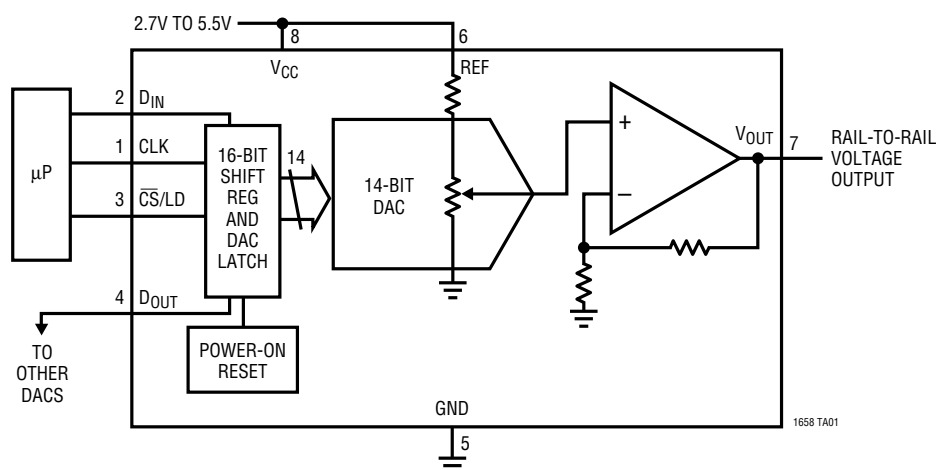 2.7V TO 5.5V
8
6
VCC
REF
2 DIN
1 CLK
3 CS/LD
4 DOUT
µP
16-BIT
SHIFT
REG
AND
DAC
LATCH
14
14-BIT
DAC
+
–
VOUT
7
RAIL-TO-RAIL
VOLTAGE
OUTPUT
POWER-ON
RESET
TO
OTHER
DACS
GND
5
1658 TA01